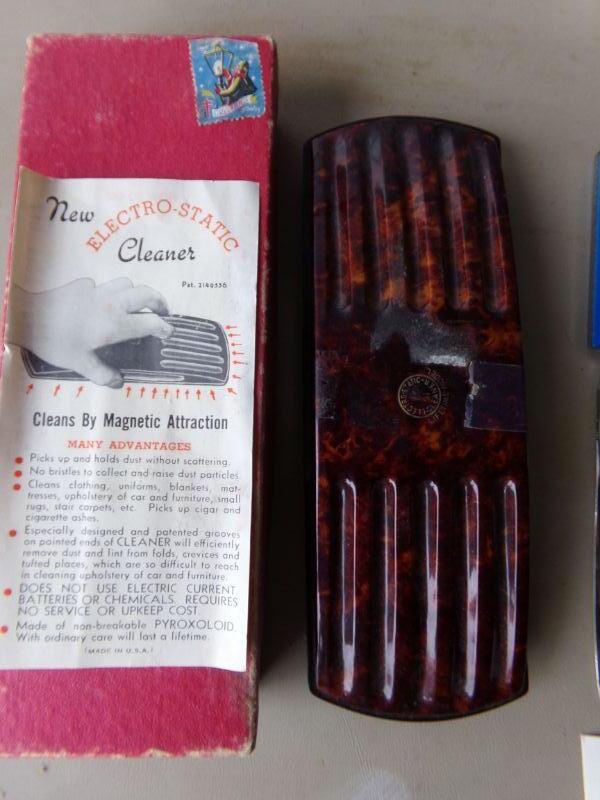 New
ELECTRO-STATIC
Cleaner
Pat. 2140536
Cleans By Magnetic Attraction
MANY ADVANTAGES
Picks up and holds dust without scattering.
No bristles to collect and raise dust particles.
Cleans clothing, uniforms, blankets, mat-
tresses, upholstery of car and furniture, small
rugs, stair carpets, etc. Picks up cigar and
cigarette ashes.
Especially designed and patented grooves
on pointed ends of CLEANER will efficiently
remove dust and lint from folds, crevices and
tufted places, which are so difficult to reach
in cleaning upholstery of car and furniture.
DOES NOT USE ELECTRIC CURRENT
BATTERIES OR CHEMICALS. REQUIRES
NO SERVICE OR UPKEEP COST
Made of non-breakable PYROXOLOID.
With ordinary care will last a lifetime.
(MADE IN U.S.A.)